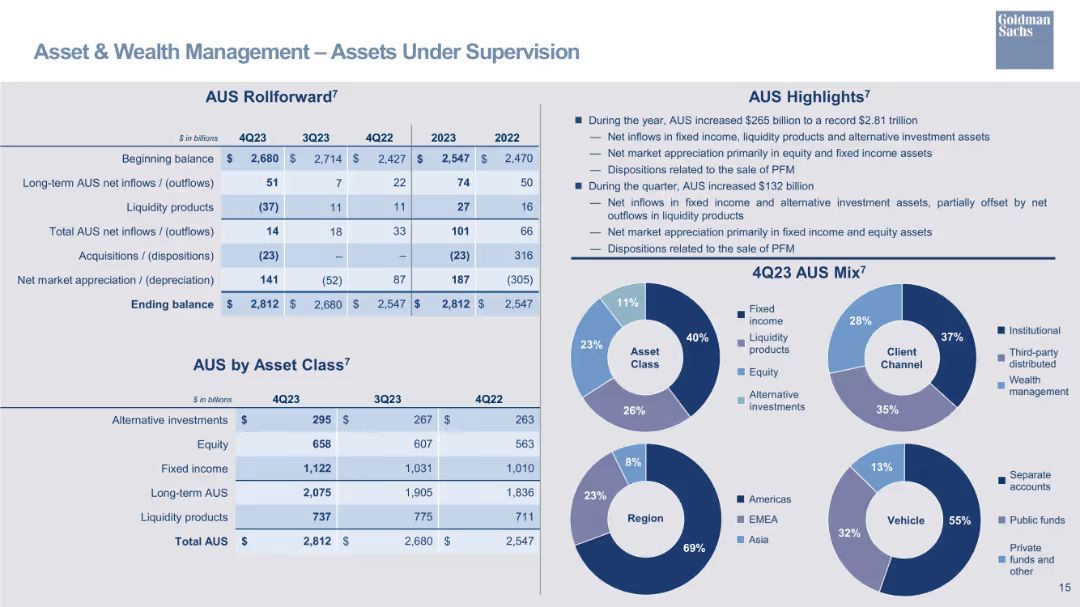 Goldman
Sachs
Asset & Wealth Management – Assets Under Supervision
AUS Rollforward7
$ in billions 4Q23 3Q23 4Q22 2023 2022
Beginning balance $ 2,680 $ 2,714 $ 2,427 $ 2,547 $ 2,470
Long-term AUS net inflows / (outflows) 51 7 22 74 50
Liquidity products (37) 11 11 27 16
Total AUS net inflows / (outflows) 14 18 33 101 66
Acquisitions / (dispositions) (23) – – (23) 316
Net market appreciation / (depreciation) 141 (52) 87 187 (305)
Ending balance $ 2,812 $ 2,680 $ 2,547 $ 2,812 $ 2,547
AUS by Asset Class7
$ in billions 4Q23 3Q23 4Q22
Alternative investments $ 295 $ 267 $ 263
Equity 658 607 563
Fixed income 1,122 1,031 1,010
Long-term AUS 2,075 1,905 1,836
Liquidity products 737 775 711
Total AUS $ 2,812 $ 2,680 $ 2,547
AUS Highlights7
■ During the year, AUS increased $265 billion to a record $2.81 trillion
— Net inflows in fixed income, liquidity products and alternative investment assets
— Net market appreciation primarily in equity and fixed income assets
— Dispositions related to the sale of PFM
■ During the quarter, AUS increased $132 billion
— Net inflows in fixed income and alternative investment assets, partially offset by net
outflows in liquidity products
— Net market appreciation primarily in fixed income and equity assets
— Dispositions related to the sale of PFM
4Q23 AUS Mix7
Asset
Class
40%
26%
23%
11%
Fixed
income
Liquidity
products
Equity
Alternative
investments
Client
Channel
37%
35%
28%
Institutional
Third-party
distributed
Wealth
management
Region
69%
23%
8%
Americas
EMEA
Asia
Vehicle
55%
32%
13%
Separate
accounts
Public funds
Private
funds and
other
15